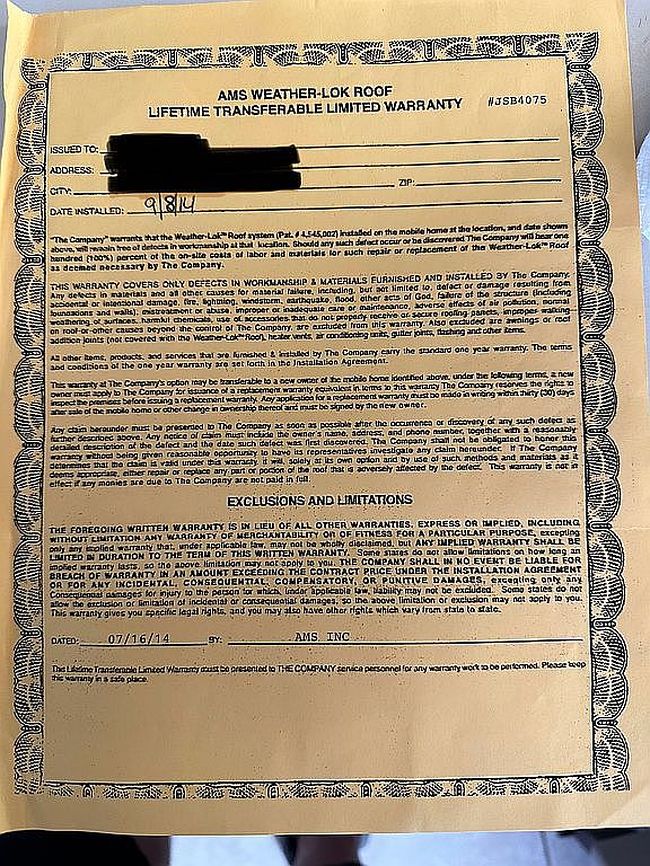 AMS WEATHER-LOK ROOF
LIFETIME TRANSFERABLE LIMITED WARRANTY #JSB4075
ISSUED TO:
ADDRESS:
CITY: ZIP:
DATE INSTALLED: 9/8/14
"The Company" warrants that the Weather-Lok™ Roof system (Pat. # 4,545,002) installed on the mobile home at the location, and date shown
above, will remain free of defects in workmanship at that location. Should any such defect occur or be discovered The Company will bear one
hundred (100%) percent of the on-site costs of labor and materials for such repair or replacement of the Weather-Lok™ Roof
as deemed necessary by The Company.
THIS WARRANTY COVERS ONLY DEFECTS IN WORKMANSHIP & MATERIALS FURNISHED AND INSTALLED BY The Company.
Any defects in materials and all other causes for material failure, including, but not limited to, defect or damage resulting from
accidental or intentional damage, fire, lightning, windstorm, earthquake, flood, other acts of God, failure of the structure (including
foundations and walls), mistreatment or abuse, improper or inadequate care or maintenance, adverse effects of pollution, normal
weathering of surfaces, harmful chemicals, use of accessories that do not properly receive or secure roofing panels, improper walking
on roof-or other causes beyond the control of The Company, are excluded from this warranty. Also excluded are awnings or roof
addition joints (not covered with the Weather-Lok™ Roof), heater vents, air conditioning units, gutter joints, flashing and other items.
All other items, products, and services that are furnished & installed by The Company carry the standard one year warranty. The terms
and conditions of the one year warranty are set forth in the Installation Agreement.
This warranty at The Company's option may be transferred to a new owner of the mobile home identified above, under the following terms, a new
owner must apply to The Company for issuance of a replacement warranty equivalent in terms to this warranty The Company reserves the rights to
inspect the premises before issuing a replacement warranty. Any application for a replacement warranty must be made in writing within thirty (30) days
after sale of the mobile home or other change in ownership thereof and must be signed by the new owner.
Any claim hereunder must be presented to The Company as soon as possible after the occurrence or discovery of any such defect as
further described above. Any notice of claim must include the owner's name, address, and phone number, together with a reasonably
detailed description of the defect and the date such defect was first discovered. The Company shall not be obligated to honor this
warranty without being given reasonable opportunity to have its representatives investigate any claim hereunder. If The Company
determines that the claim is valid under this warranty, it will, solely at its own option and by use of such methods and materials as it
deems appropriate, either repair or replace any part or portion of the roof that is adversely affected by the defect. This warranty is not in
effect if any monies are due to The Company are not paid in full.
EXCLUSIONS AND LIMITATIONS
THE FOREGOING WRITTEN WARRANTY IS IN LIEU OF ALL OTHER WARRANTIES, EXPRESS OR IMPLIED, INCLUDING,
WITHOUT LIMITATION ANY WARRANTY OF MERCHANTABILITY OR OF FITNESS FOR A PARTICULAR PURPOSE, excepting
only any implied warranty that, under applicable law, may not be wholly disclaimed, but ANY IMPLIED WARRANTY SHALL BE
LIMITED IN DURATION TO THE TERM OF THIS WRITTEN WARRANTY. Some states do not allow limitations on how long an
implied warranty lasts, so the above limitation may not apply to you. THE COMPANY SHALL IN NO EVENT BE LIABLE FOR
BREACH OF WARRANTY IN AN AMOUNT EXCEEDING THE CONTRACT PRICE UNDER THE INSTALLATION AGREEMENT
OR FOR ANY INCIDENTAL, CONSEQUENTIAL, COMPENSATORY, OR PUNITIVE DAMAGES, excepting only any
Consequential damages for injury to the person for which, under applicable law, liability may not be excluded. Some states do not
allow the exclusion or limitation of incidental or consequential damages, so the above limitation or exclusion may not apply to you.
This warranty gives you specific legal rights, and you may also have other rights which vary from state to state.
DATED: 07/16/14 BY: AMS INC
The Lifetime Transferable Limited Warranty must be presented to THE COMPANY service personnel for any warranty work to be performed. Please keep
this warranty in a safe place.